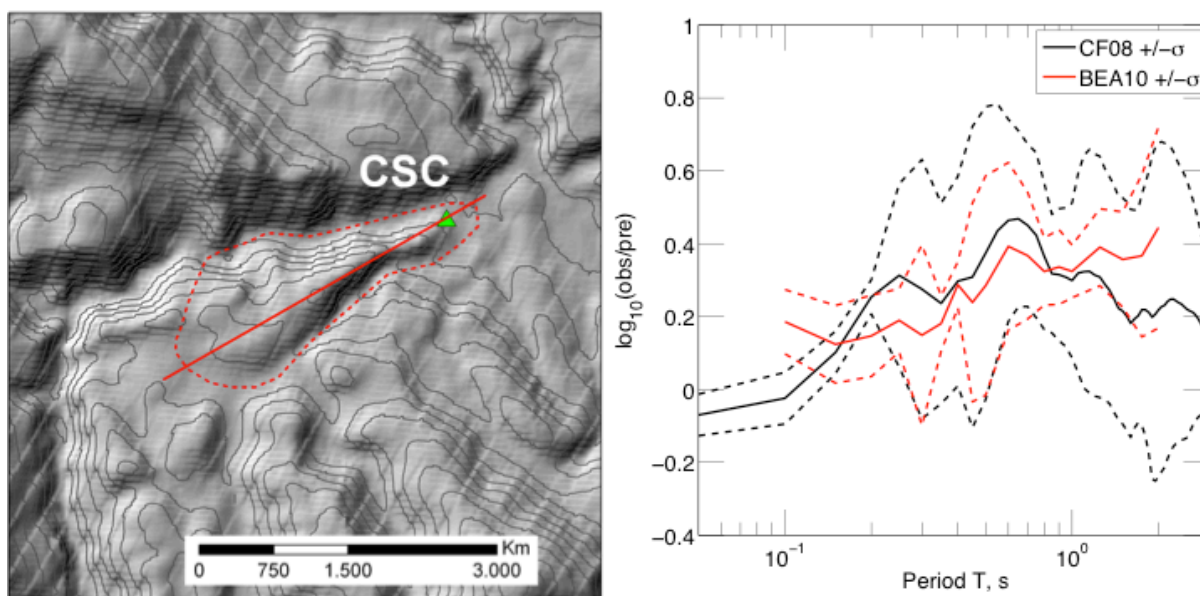 CSC
Km
0 750 1.500 3.000
CF08 +/-σ
BEA10 +/-σ
1
0.8
0.6
0.4
0.2
0
−0.2
−0.4
log10(obs/pre)
10−1 100
Period T, s